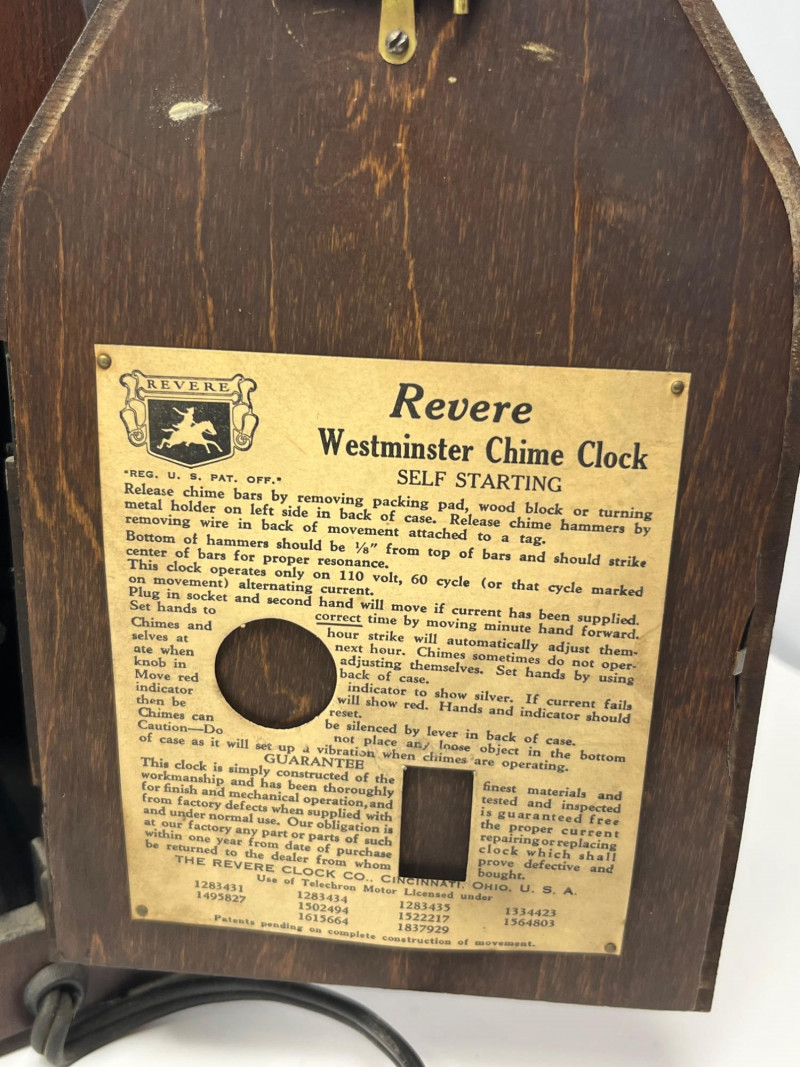 REVERE
"REG. U. S. PAT. OFF."
Revere
Westminster Chime Clock
SELF STARTING
Release chime bars by removing packing pad, wood block or turning
metal holder on left side in back of case. Release chime hammers by
removing wire in back of movement attached to a tag.
Bottom of hammers should be ⅛" from top of bars and should strike
center of bars for proper resonance.
This clock operates only on 110 volt, 60 cycle (or that cycle marked
on movement) alternating current.
Plug in socket and second hand will move if current has been supplied.
Set hands to correct time by moving minute hand forward.
Chimes and hour strike will automatically adjust them-
selves at next hour. Chimes sometimes do not oper-
ate when adjusting themselves. Set hands by using
knob in back of case.
Move red indicator to show silver. If current fails
indicator will show red. Hands and indicator should
then be reset.
Chimes can be silenced by lever in back of case.
Caution—Do not place any loose object in the bottom
of case as it will set up a vibration when chimes are operating.
GUARANTEE
This clock is simply constructed of the finest materials and
workmanship and has been thoroughly tested and inspected
for finish and mechanical operation, and is guaranteed free
from factory defects when supplied with the proper current
and under normal use. Our obligation is repairing or replacing
at our factory any part or parts of such clock which shall
within one year from date of purchase prove defective and
be returned to the dealer from whom bought.
THE REVERE CLOCK CO., CINCINNATI, OHIO, U. S. A.
Use of Telechron Motor Licensed under
1283431 1283434 1283435 1334423
1495827 1502494 1522217 1564803
1615664 1837929
Patents pending on complete construction of movement.